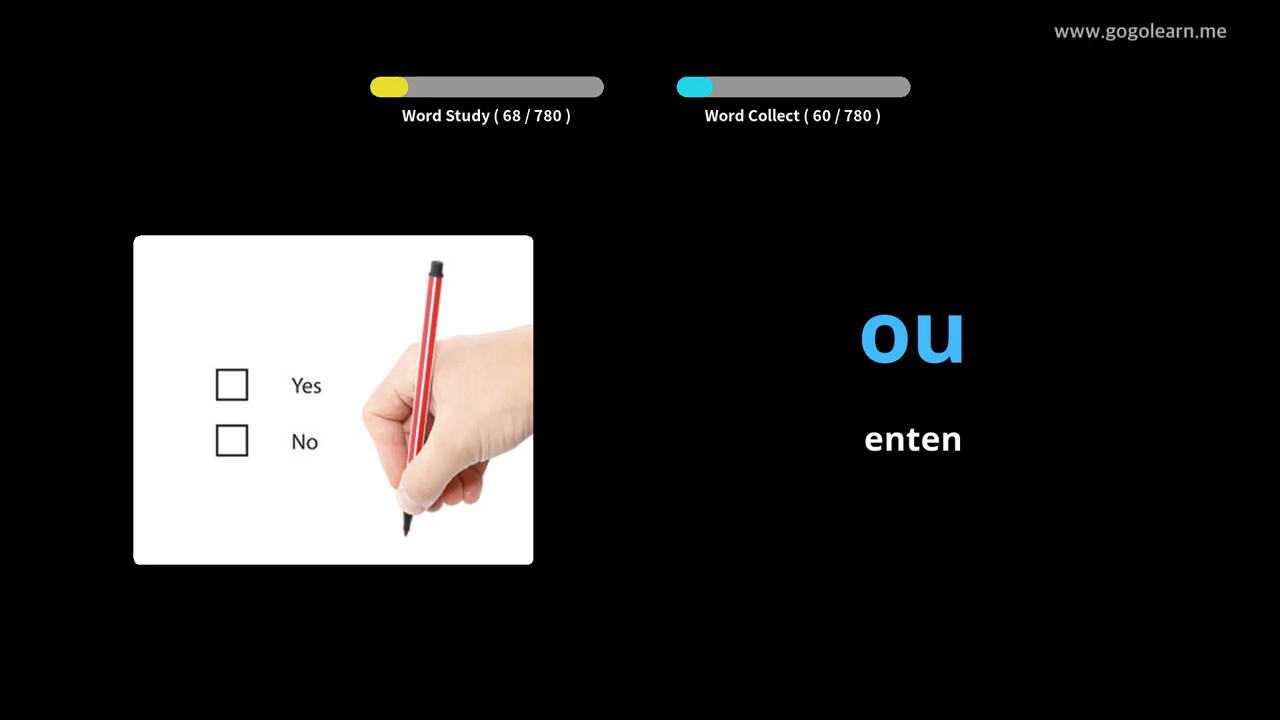 www.gogolearn.me
Word Study ( 68 / 780 )
Word Collect ( 60 / 780 )
Yes
No
ou
enten